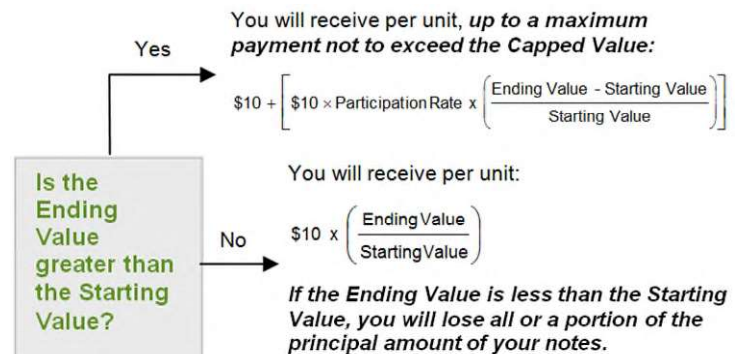 You will receive per unit, up to a maximum
payment not to exceed the Capped Value:
Yes
$10 + [ $10 × Participation Rate x ( Ending Value - Starting Value / Starting Value ) ]
Is the
Ending
Value
greater than
the Starting
Value?
No
You will receive per unit:
$10 x ( Ending Value / Starting Value )
If the Ending Value is less than the Starting
Value, you will lose all or a portion of the
principal amount of your notes.